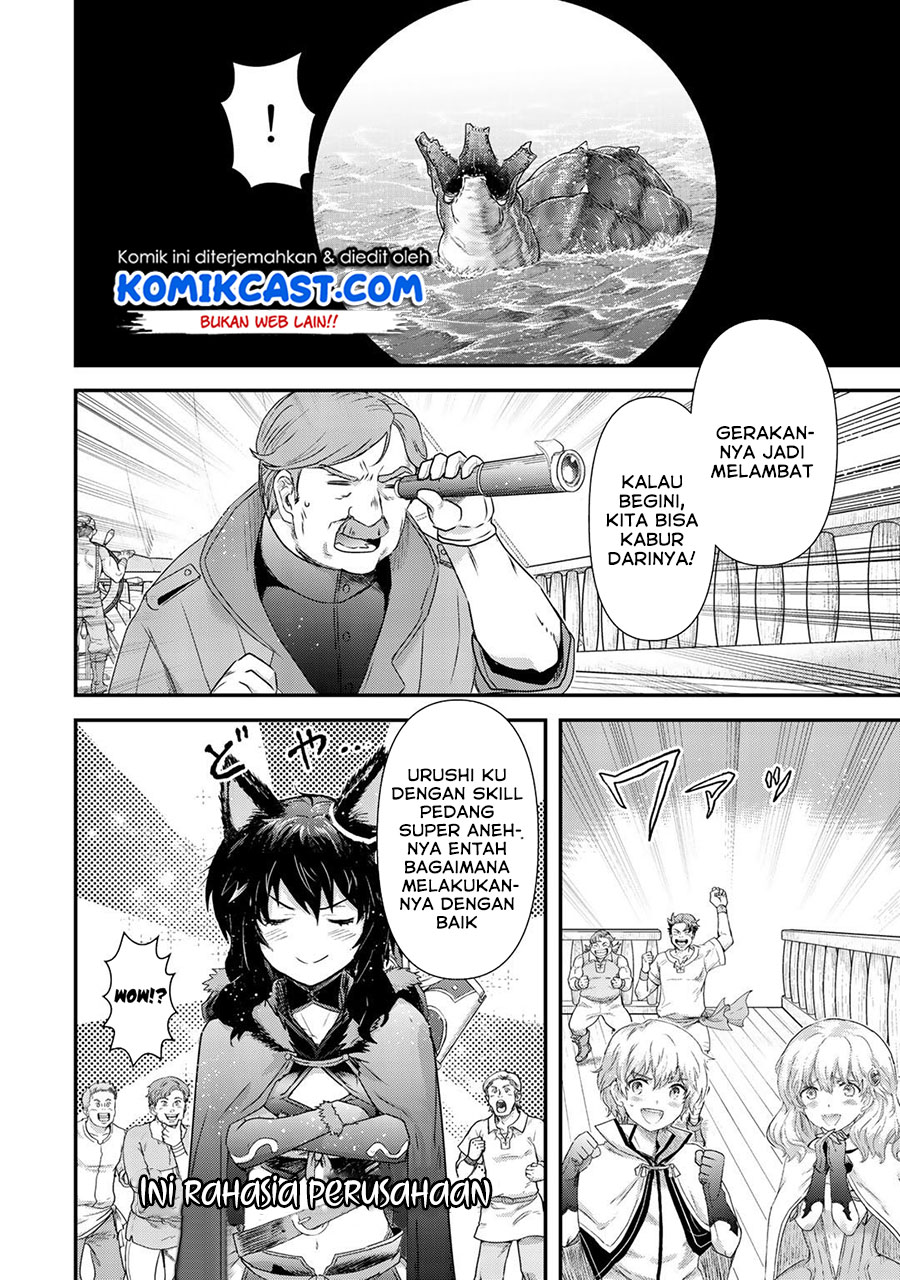 !
Komik ini diterjemahkan & diedit oleh
KOMIKCAST.COM
BUKAN WEB LAIN!!
GERAKAN-
NYA JADI
MELAMBAT
KALAU
BEGINI,
KITA BISA
KABUR
DARINYA!
ワアッ
URUSHI KU
DENGAN SKILL
PEDANG
SUPER ANEH-
NYA ENTAH
BAGAIMANA
MELAKUKAN-
NYA DENGAN
BAIK
どや..
WOW!?
INI RAHASIA PERUSAHAAN